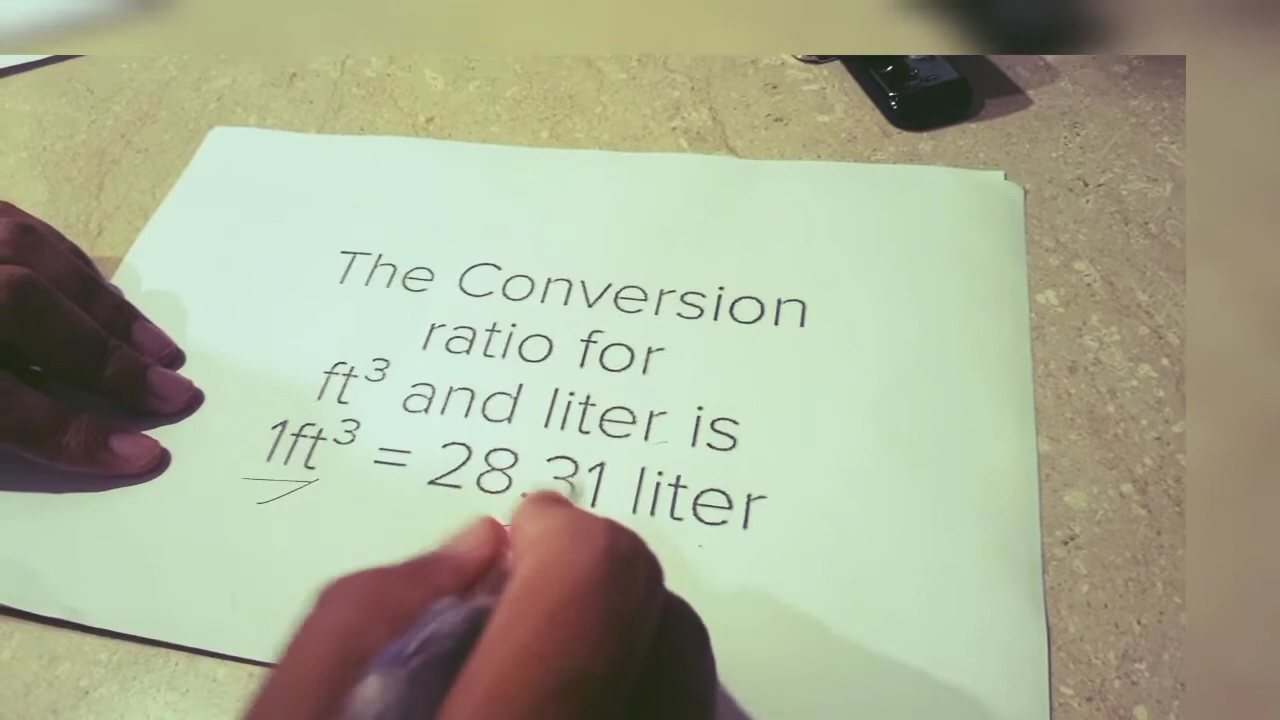 The Conversion
ratio for
ft³ and liter is
1ft³ = 28.31 liter